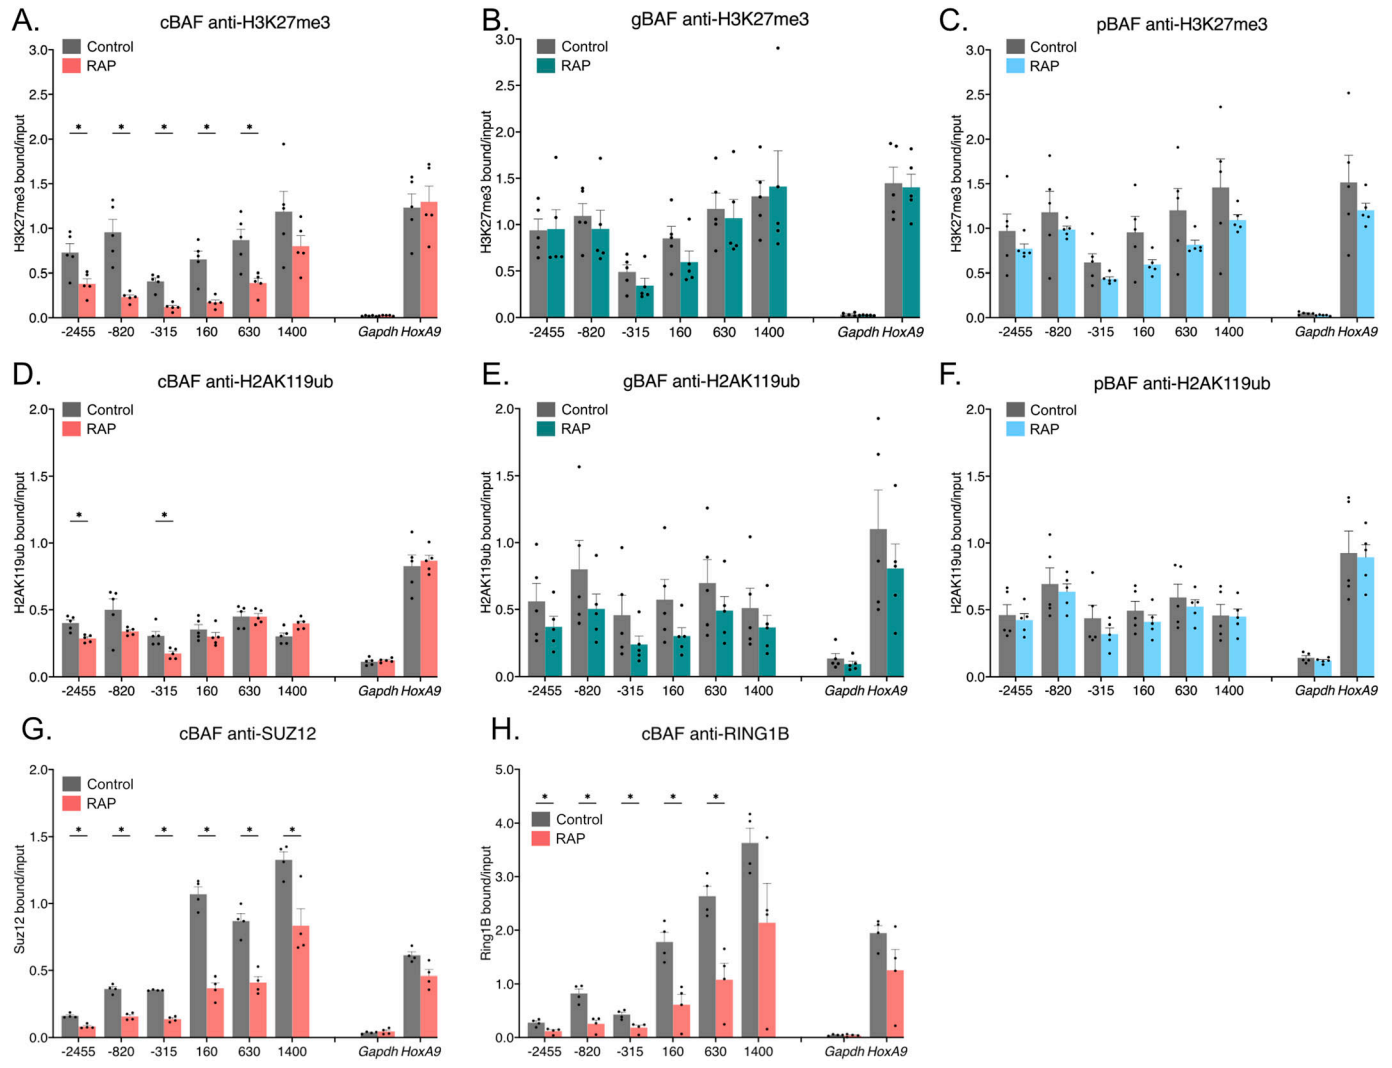 A.
cBAF anti-H3K27me3
Control
RAP
H3K27me3 bound/input
3.0
2.5
2.0
1.5
1.0
0.5
0.0
* * * * *
-2455 -820 -315 160 630 1400 Gapdh HoxA9
B.
gBAF anti-H3K27me3
Control
RAP
H3K27me3 bound/input
3.0
2.5
2.0
1.5
1.0
0.5
0.0
-2455 -820 -315 160 630 1400 Gapdh HoxA9
C.
pBAF anti-H3K27me3
Control
RAP
H3K27me3 bound/input
3.0
2.5
2.0
1.5
1.0
0.5
0.0
-2455 -820 -315 160 630 1400 Gapdh HoxA9
D.
cBAF anti-H2AK119ub
Control
RAP
H2AK119ub bound/input
2.0
1.5
1.0
0.5
0.0
* *
-2455 -820 -315 160 630 1400 Gapdh HoxA9
E.
gBAF anti-H2AK119ub
Control
RAP
H2AK119ub bound/input
2.0
1.5
1.0
0.5
0.0
-2455 -820 -315 160 630 1400 Gapdh HoxA9
F.
pBAF anti-H2AK119ub
Control
RAP
H2AK119ub bound/input
2.0
1.5
1.0
0.5
0.0
-2455 -820 -315 160 630 1400 Gapdh HoxA9
G.
cBAF anti-SUZ12
Control
RAP
Suz12 bound/input
2.0
1.5
1.0
0.5
0.0
* * * * * *
-2455 -820 -315 160 630 1400 Gapdh HoxA9
H.
cBAF anti-RING1B
Control
RAP
Ring1B bound/input
5.0
4.0
3.0
2.0
1.0
0.0
* * * * *
-2455 -820 -315 160 630 1400 Gapdh HoxA9